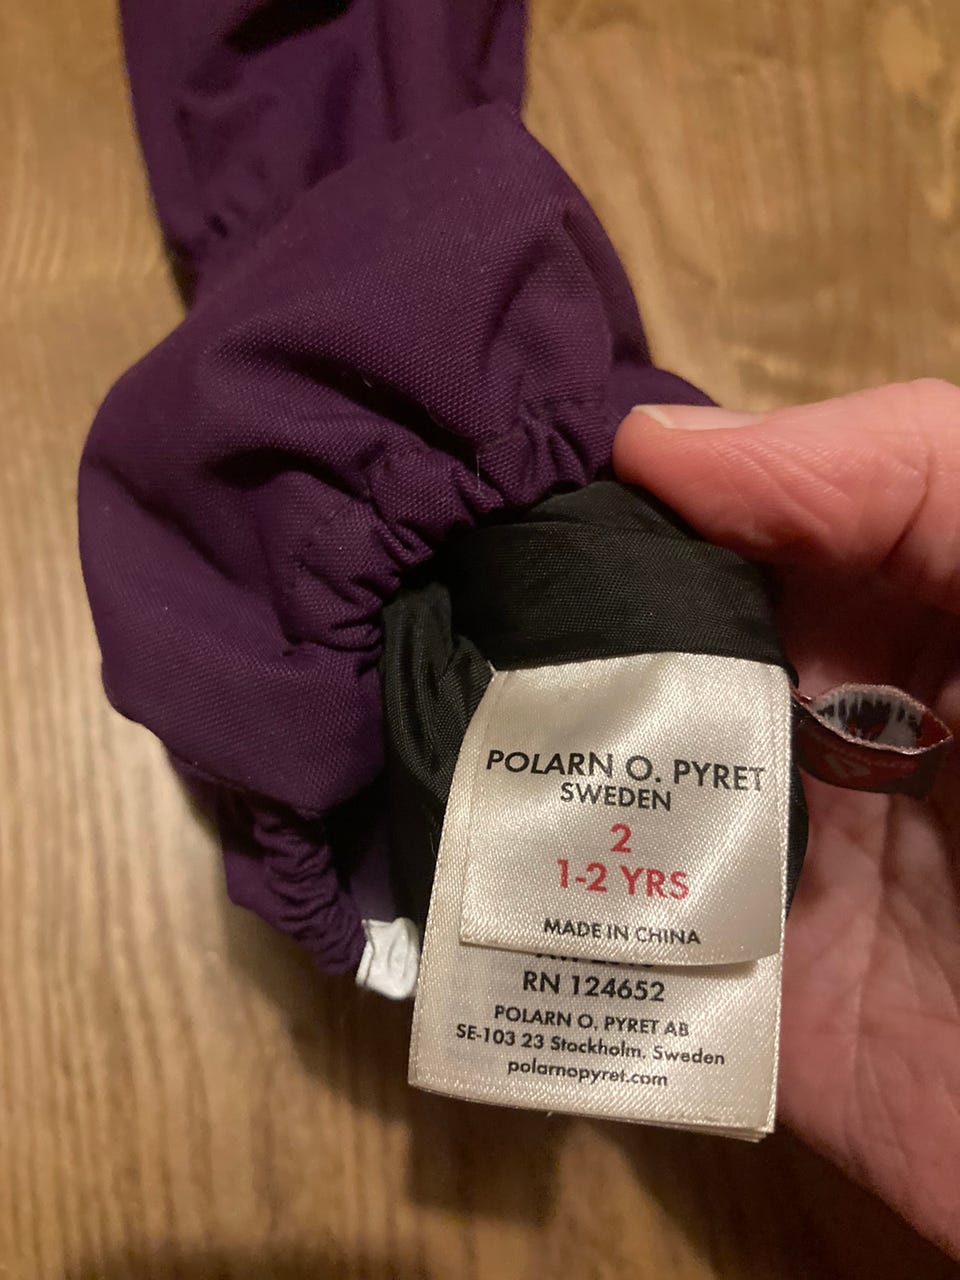 POLARN O. PYRET
SWEDEN
2
1-2 YRS
MADE IN CHINA
RN 124652
POLARN O. PYRET AB
SE-103 23 Stockholm. Sweden
polarnopyret.com